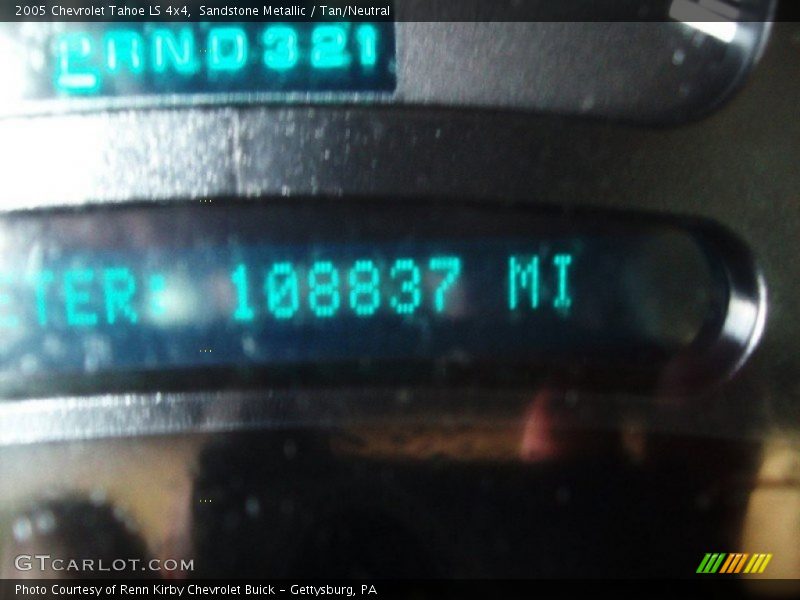 2005 Chevrolet Tahoe LS 4x4, Sandstone Metallic / Tan/Neutral
PRND321
ETER: 108837 MI
GTCARLOT.COM
Photo Courtesy of Renn Kirby Chevrolet Buick - Gettysburg, PA